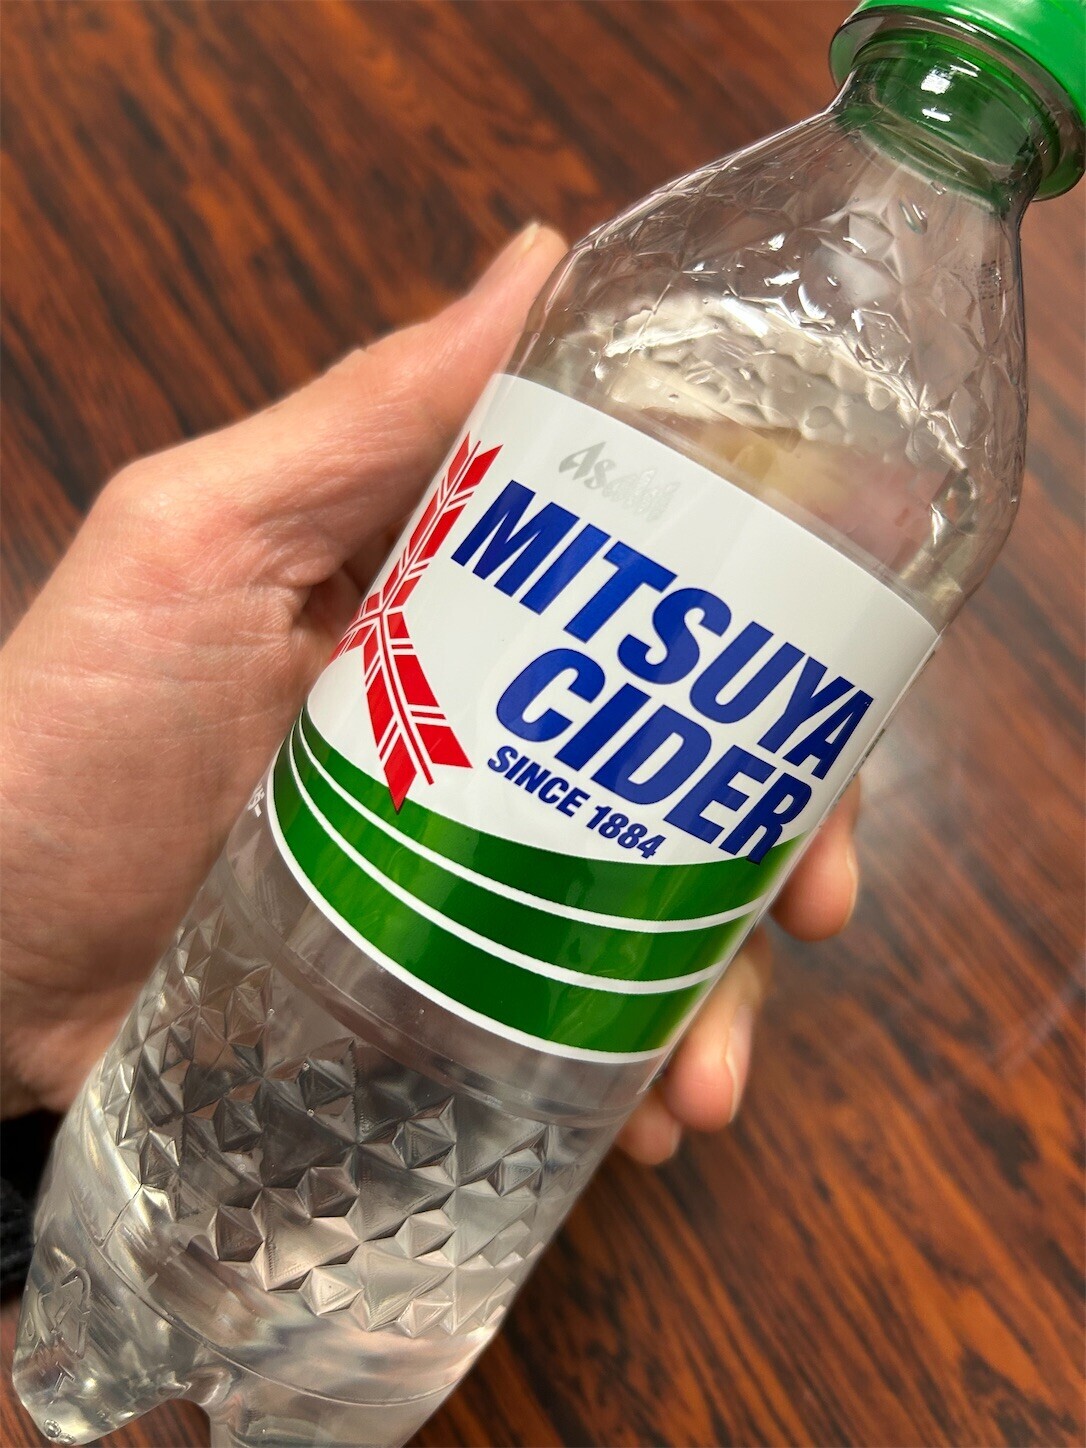 Asahi
MITSUYA
CIDER
SINCE 1884